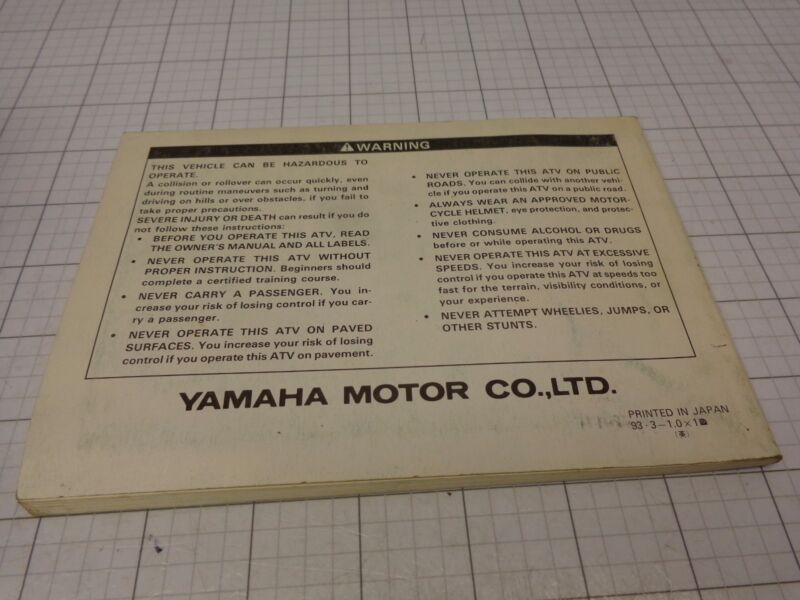 ⚠WARNING
THIS VEHICLE CAN BE HAZARDOUS TO
OPERATE.
A collision or rollover can occur quickly, even
during routine maneuvers such as turning and
driving on hills or over obstacles, if you fail to
take proper precautions.
SEVERE INJURY OR DEATH can result if you do
not follow these instructions:
• BEFORE YOU OPERATE THIS ATV, READ
THE OWNER'S MANUAL AND ALL LABELS.
• NEVER OPERATE THIS ATV WITHOUT
PROPER INSTRUCTION. Beginners should
complete a certified training course.
• NEVER CARRY A PASSENGER. You in-
crease your risk of losing control if you car-
ry a passenger.
• NEVER OPERATE THIS ATV ON PAVED
SURFACES. You increase your risk of losing
control if you operate this ATV on pavement.
• NEVER OPERATE THIS ATV ON PUBLIC
ROADS. You can collide with another vehi-
cle if you operate this ATV on a public road.
• ALWAYS WEAR AN APPROVED MOTOR-
CYCLE HELMET, eye protection, and protec-
tive clothing.
• NEVER CONSUME ALCOHOL OR DRUGS
before or while operating this ATV.
• NEVER OPERATE THIS ATV AT EXCESSIVE
SPEEDS. You increase your risk of losing
control if you operate this ATV at speeds too
fast for the terrain, visibility conditions, or
your experience.
• NEVER ATTEMPT WHEELIES, JUMPS, OR
OTHER STUNTS.
YAMAHA MOTOR CO.,LTD.
PRINTED IN JAPAN
'93·3–1.0×1
(英)